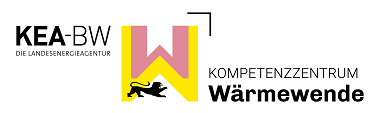 KEA-BW
DIE LANDESENERGIEAGENTUR
KOMPETENZZENTRUM
Wärmewende